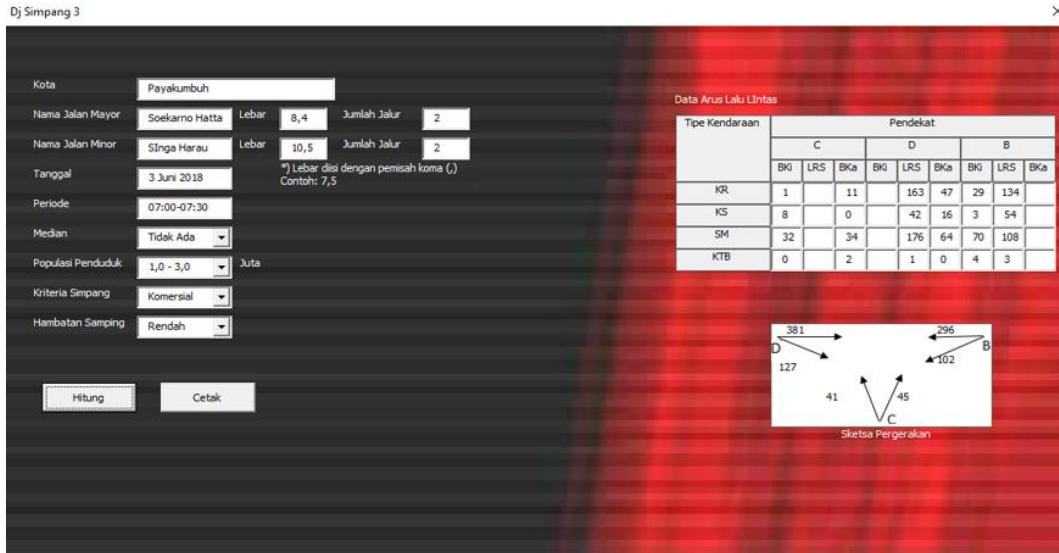 Dj Simpang 3
Kota Payakumbuh
Nama Jalan Mayor Soekarno Hatta Lebar 8,4 Jumlah Jalur 2
Nama Jalan Minor SInga Harau Lebar 10,5 Jumlah Jalur 2
*) Lebar diisi dengan pemisah koma (,)
Contoh: 7,5
Tanggal 3 Juni 2018
Periode 07:00-07:30
Median Tidak Ada
Populasi Penduduk 1,0 - 3,0 Juta
Kriteria Simpang Komersial
Hambatan Samping Rendah
Hitung Cetak
Data Arus Lalu LIntas
Tipe Kendaraan Pendekat
C D B
BKi LRS BKa BKi LRS BKa BKi LRS BKa
KR 1 11 163 47 29 134
KS 8 0 42 16 3 54
SM 32 34 176 64 70 108
KTB 0 2 1 0 4 3
381 296
D B
127 102
41 45
C
Sketsa Pergerakan